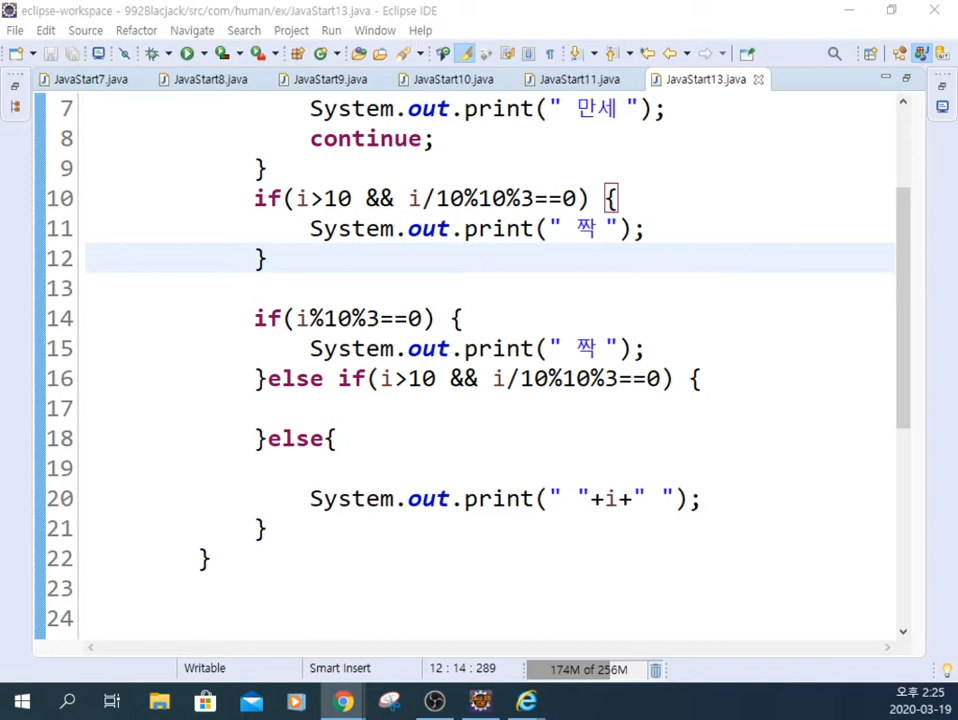 eclipse-workspace - 992Blacjack/src/com/human/ex/JavaStart13.java - Eclipse IDE
File Edit Source Refactor Navigate Search Project Run Window Help
JavaStart7.java JavaStart8.java JavaStart9.java JavaStart10.java JavaStart11.java JavaStart13.java
7 System.out.print(" 만세 ");
8 continue;
9 }
10 if(i>10 && i/10%10%3==0) {
11 System.out.print(" 짝 ");
12 }
13
14 if(i%10%3==0) {
15 System.out.print(" 짝 ");
16 }else if(i>10 && i/10%10%3==0) {
17
18 }else{
19
20 System.out.print(" "+i+" ");
21 }
22 }
23
24
Writable Smart Insert 12 : 14 : 289 174M of 256M
오후 2:25
2020-03-19